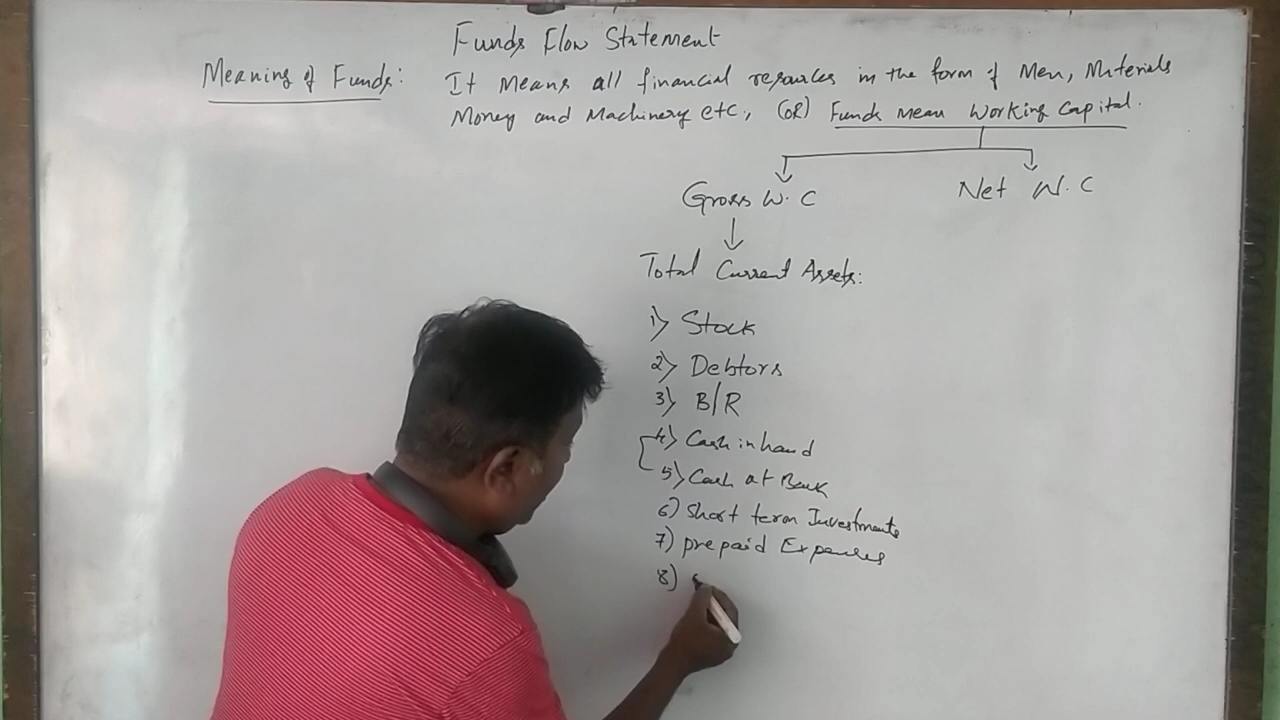 Funds Flow Statement
Meaning of Funds: It Means all financial resources in the form of Men, Materials
Money and Machinery etc., (OR) Funds mean Working Capital.
Gross W.C Net W.C
Total Current Assets:
1) Stock
2) Debtors
3) B/R
4) Cash in hand
5) Cash at Bank
6) Short term Investments
7) prepaid Expenses
8)